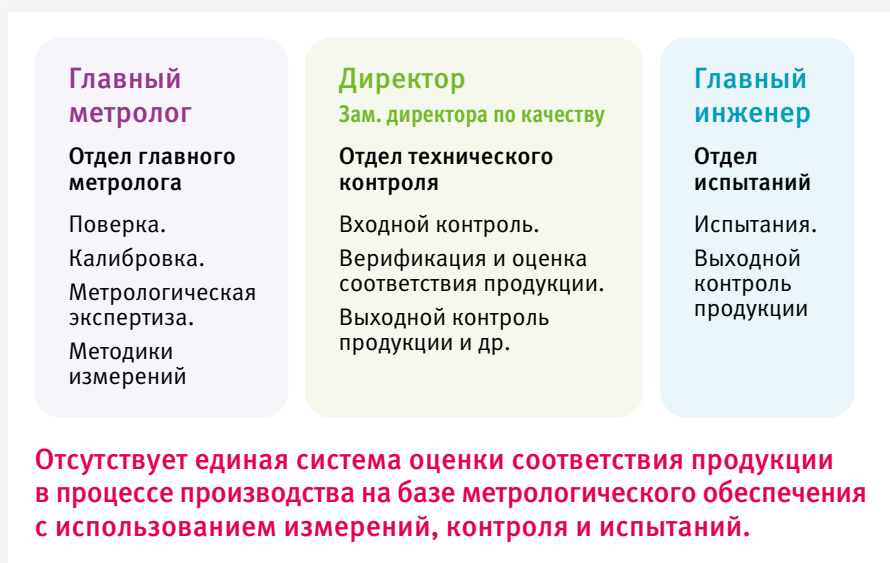 Главный
метролог
Отдел главного
метролога
Поверка.
Калибровка.
Метрологическая
экспертиза.
Методики
измерений
Директор
Зам. директора по качеству
Отдел технического
контроля
Входной контроль.
Верификация и оценка
соответствия продукции.
Выходной контроль
продукции и др.
Главный
инженер
Отдел
испытаний
Испытания.
Выходной
контроль
продукции
Отсутствует единая система оценки соответствия продукции
в процессе производства на базе метрологического обеспечения
с использованием измерений, контроля и испытаний.